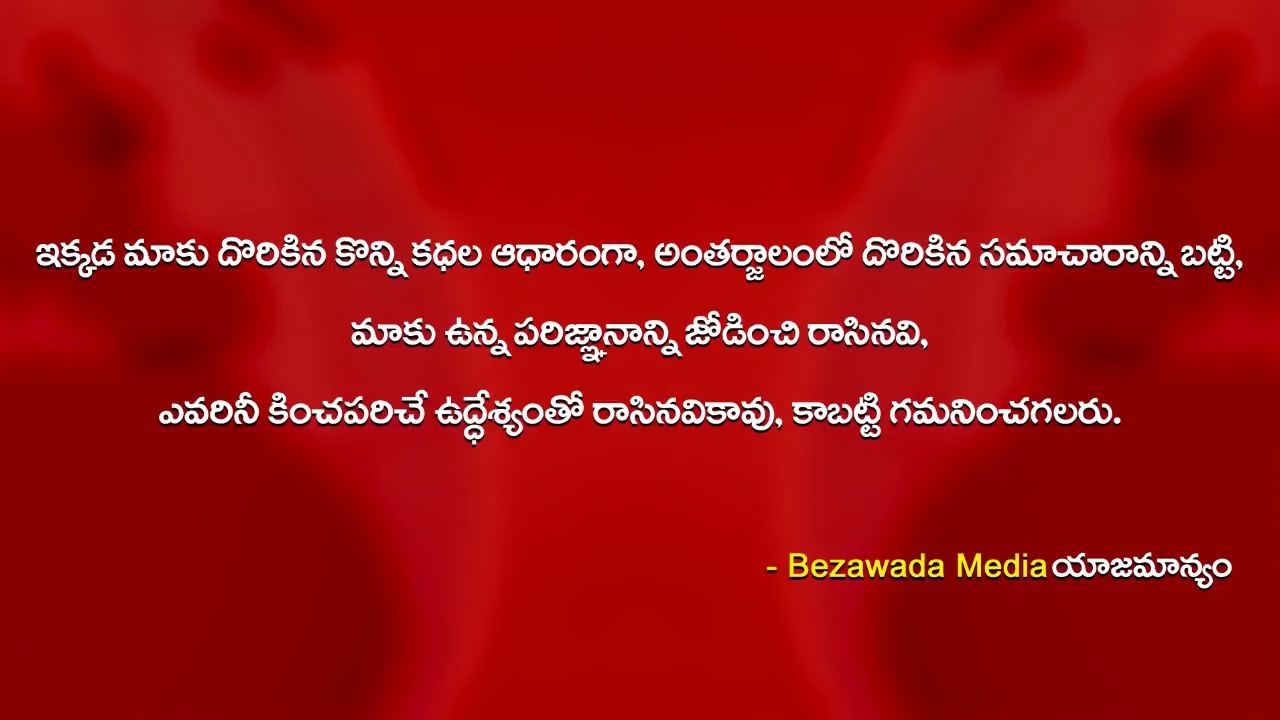 ఇక్కడ మాకు దొరికిన కొన్ని కధల ఆధారంగా, అంతర్జాలంలో దొరికిన సమాచారాన్ని బట్టి,
మాకు ఉన్న పరిజ్ఞానాన్ని జోడించి రాసినవి,
ఎవరినీ కించపరిచే ఉద్ధేశ్యంతో రాసినవికావు, కాబట్టి గమనించగలరు.
- Bezawada Media యాజమాన్యం